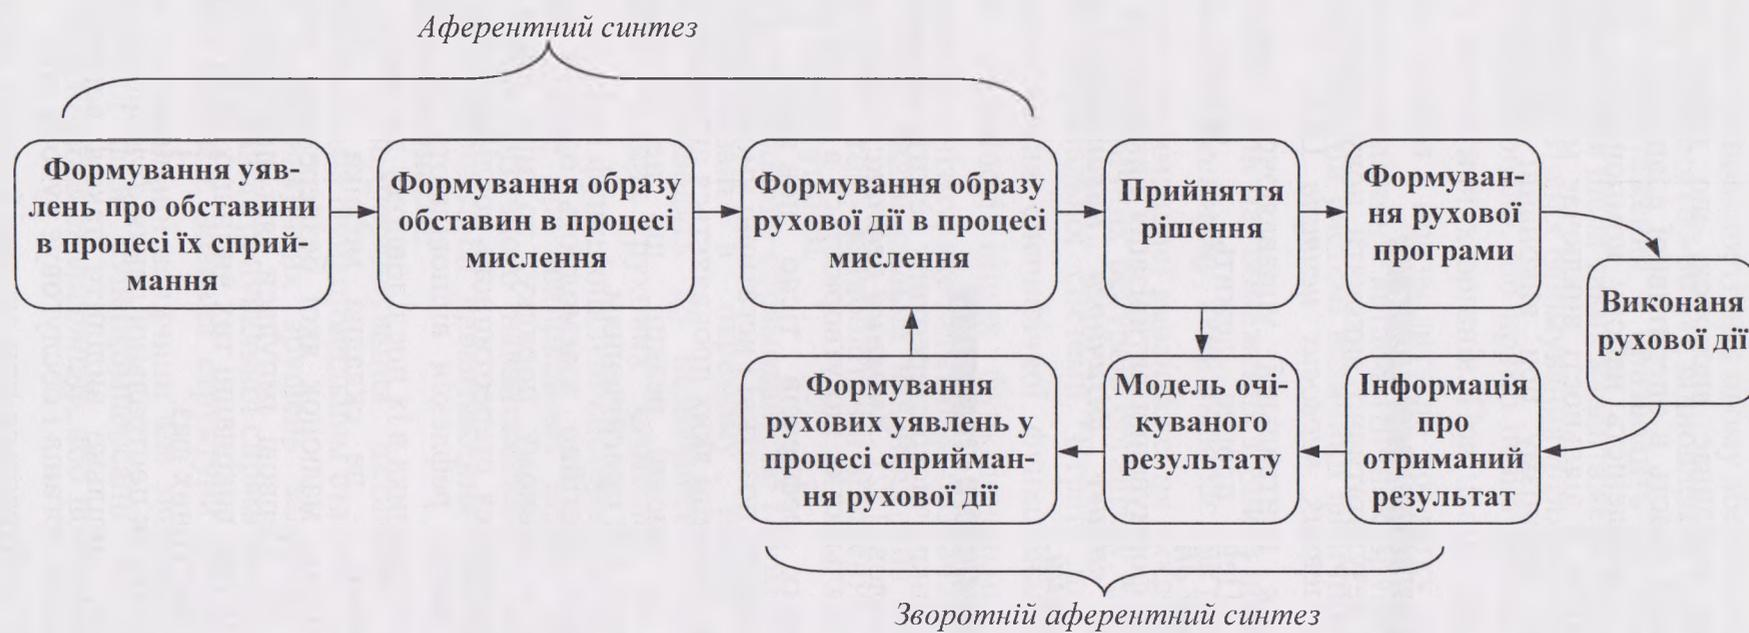 Аферентний синтез
Формування уяв-
лень про обставини
в процесі їх сприй-
мання
Формування образу
обставин в процесі
мислення
Формування образу
рухової дії в процесі
мислення
Прийняття
рішення
Формуван-
ня рухової
програми
Виконаня
рухової дії
Формування
рухових уявлень у
процесі сприйман-
ня рухової дії
Модель очі-
куваного
результату
Інформація
про
отриманий
результат
Зворотній аферентний синтез